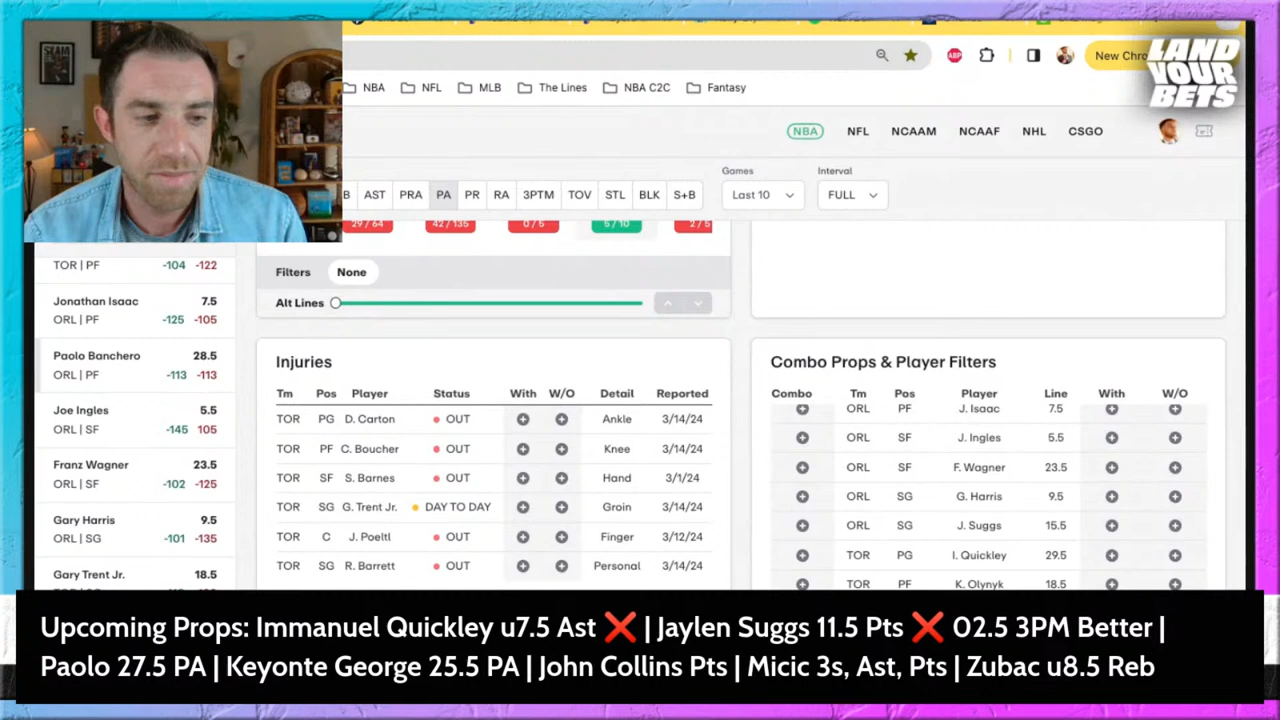 SLAM
New Chro
LAND
YOUR
BETS
NBA NFL MLB The Lines NBA C2C Fantasy
NBA NFL NCAAM NCAAF NHL CSGO
Games Interval
B AST PRA PA PR RA 3PTM TOV STL BLK S+B Last 10 FULL
29 / 64 42 / 135 0 / 5 5 / 10 2 / 5
TOR | PF -104 -122
Jonathan Isaac 7.5
ORL | PF -125 -105
Paolo Banchero 28.5
ORL | PF -113 -113
Joe Ingles 5.5
ORL | SF -145 105
Franz Wagner 23.5
ORL | SF -102 -125
Gary Harris 9.5
ORL | SG -101 -135
Gary Trent Jr. 18.5
Filters None
Alt Lines
Injuries
Tm Pos Player Status With W/O Detail Reported
TOR PG D. Carton OUT Ankle 3/14/24
TOR PF C. Boucher OUT Knee 3/14/24
TOR SF S. Barnes OUT Hand 3/1/24
TOR SG G. Trent Jr. DAY TO DAY Groin 3/14/24
TOR C J. Poeltl OUT Finger 3/12/24
TOR SG R. Barrett OUT Personal 3/14/24
Combo Props & Player Filters
Combo Tm Pos Player Line With W/O
ORL PF J. Isaac 7.5
ORL SF J. Ingles 5.5
ORL SF F. Wagner 23.5
ORL SG G. Harris 9.5
ORL SG J. Suggs 15.5
TOR PG I. Quickley 29.5
TOR PF K. Olynyk 18.5
Upcoming Props: Immanuel Quickley u7.5 Ast ❌ | Jaylen Suggs 11.5 Pts ❌ O2.5 3PM Better |
Paolo 27.5 PA | Keyonte George 25.5 PA | John Collins Pts | Micic 3s, Ast, Pts | Zubac u8.5 Reb